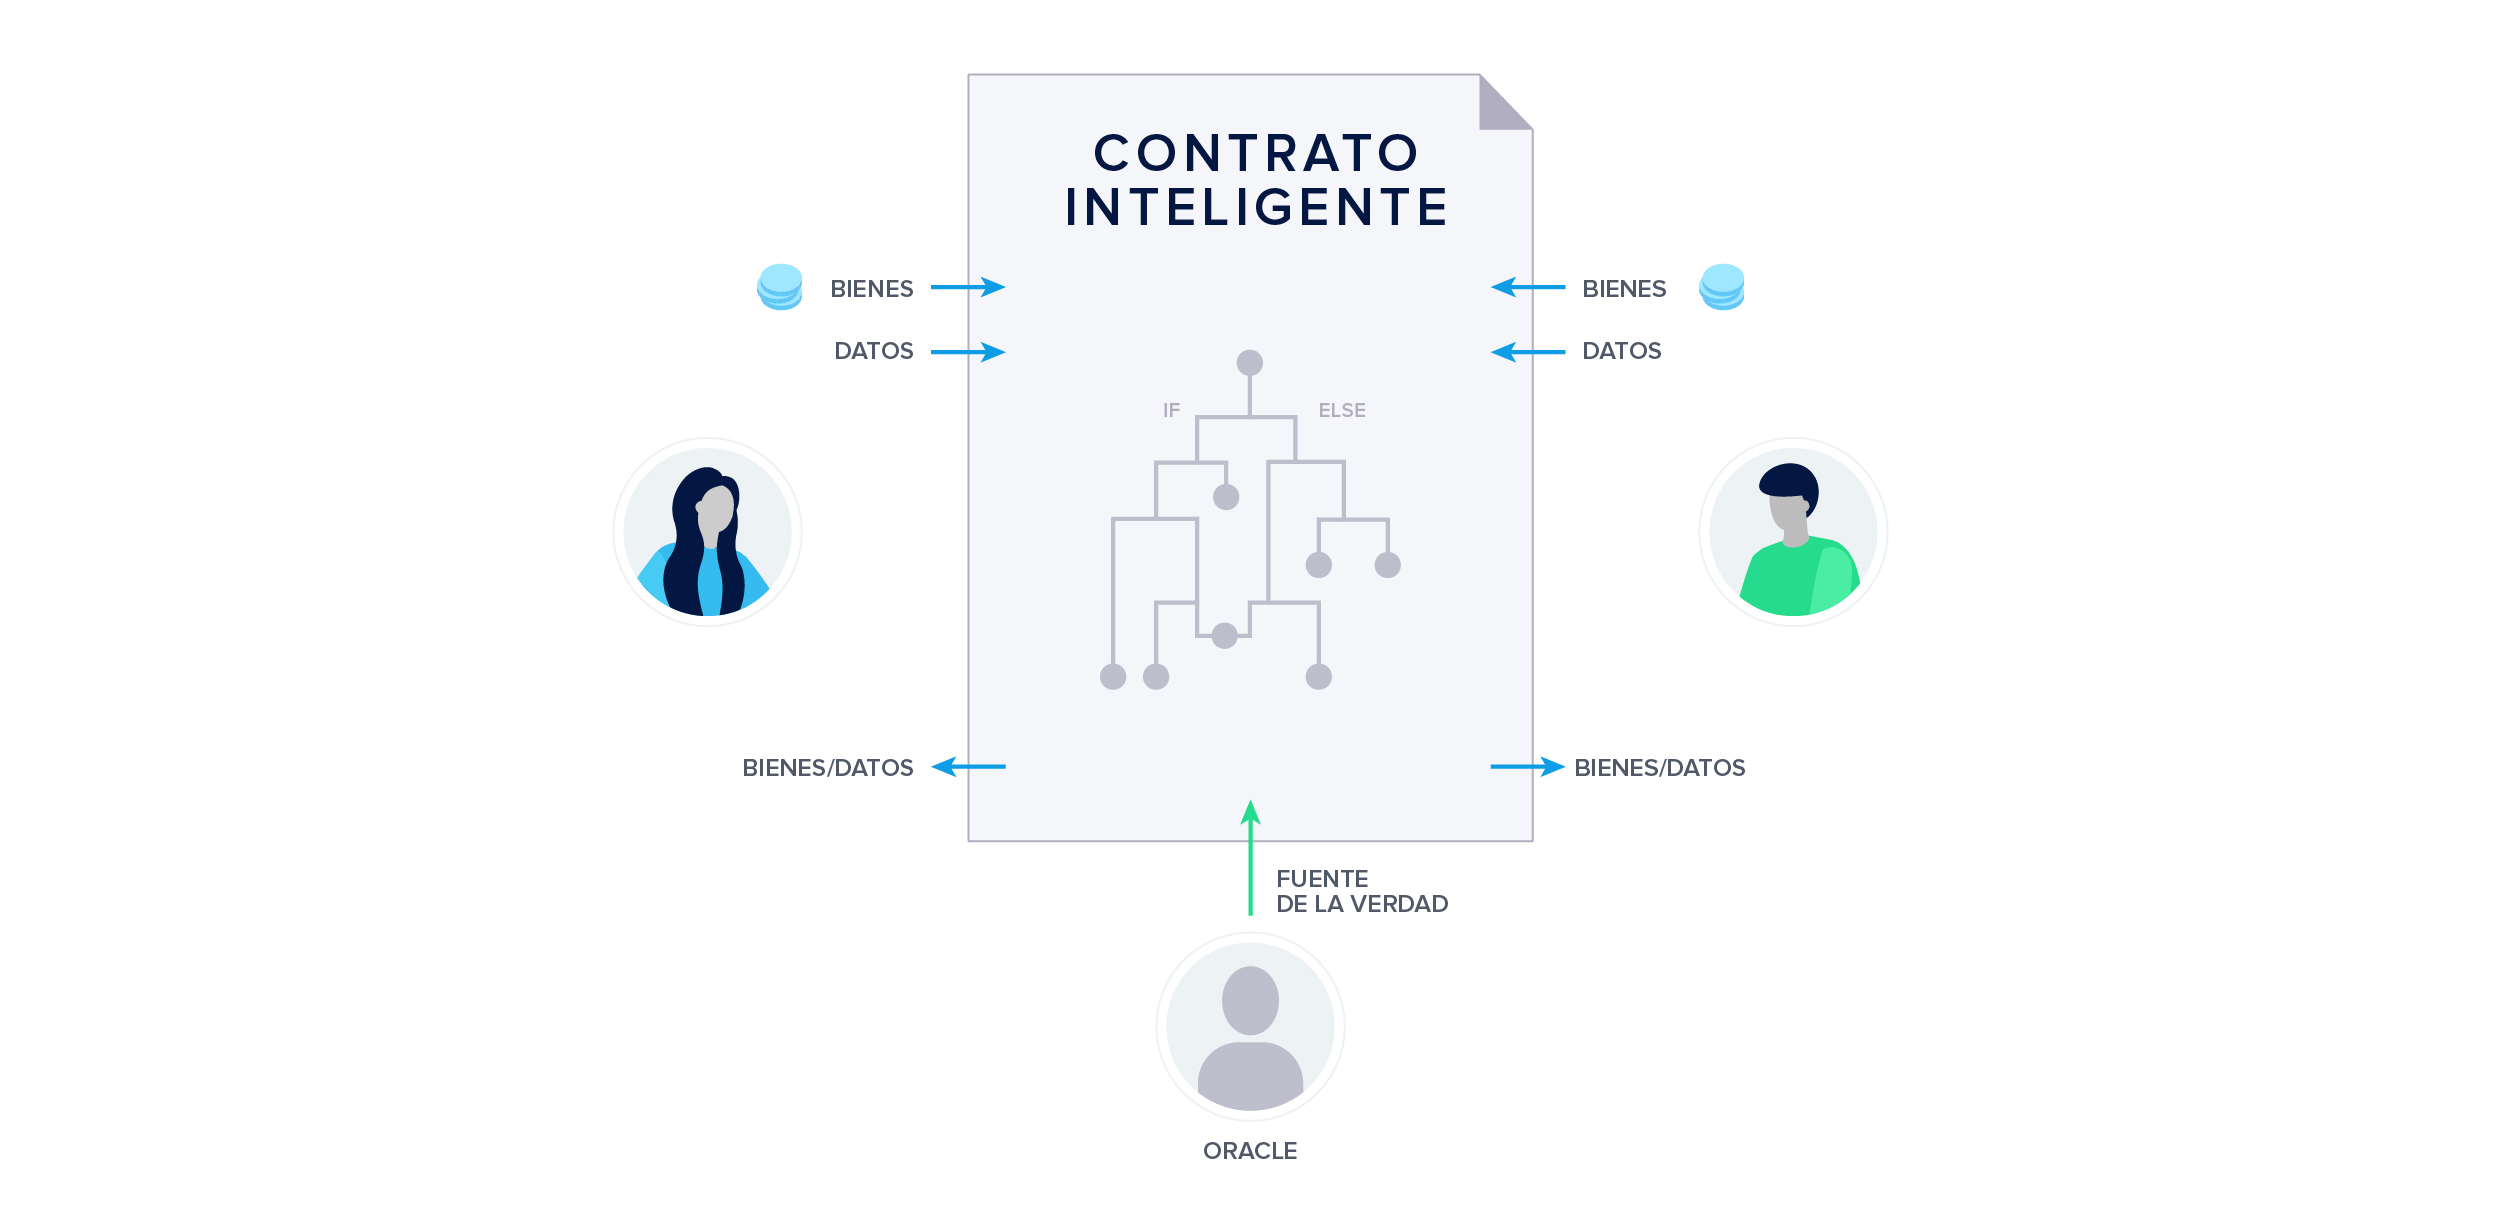 CONTRATO
INTELIGENTE
BIENES
BIENES
DATOS
DATOS
IF
ELSE
BIENES/DATOS
BIENES/DATOS
FUENTE
DE LA VERDAD
ORACLE